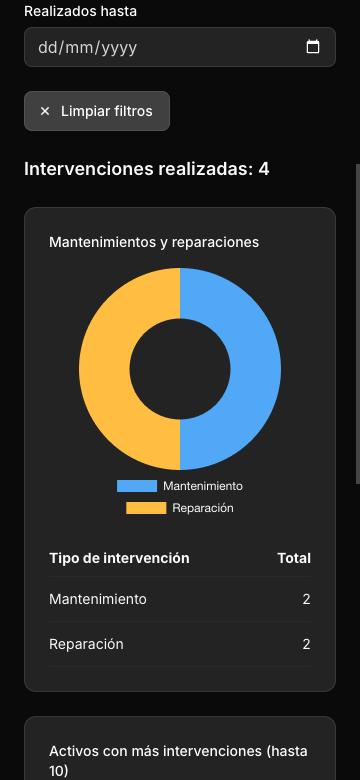 Realizados hasta
dd/mm/yyyy
✕ Limpiar filtros
Intervenciones realizadas: 4
Mantenimientos y reparaciones
Mantenimiento
Reparación
Tipo de intervención Total
Mantenimiento 2
Reparación 2
Activos con más intervenciones (hasta
10)